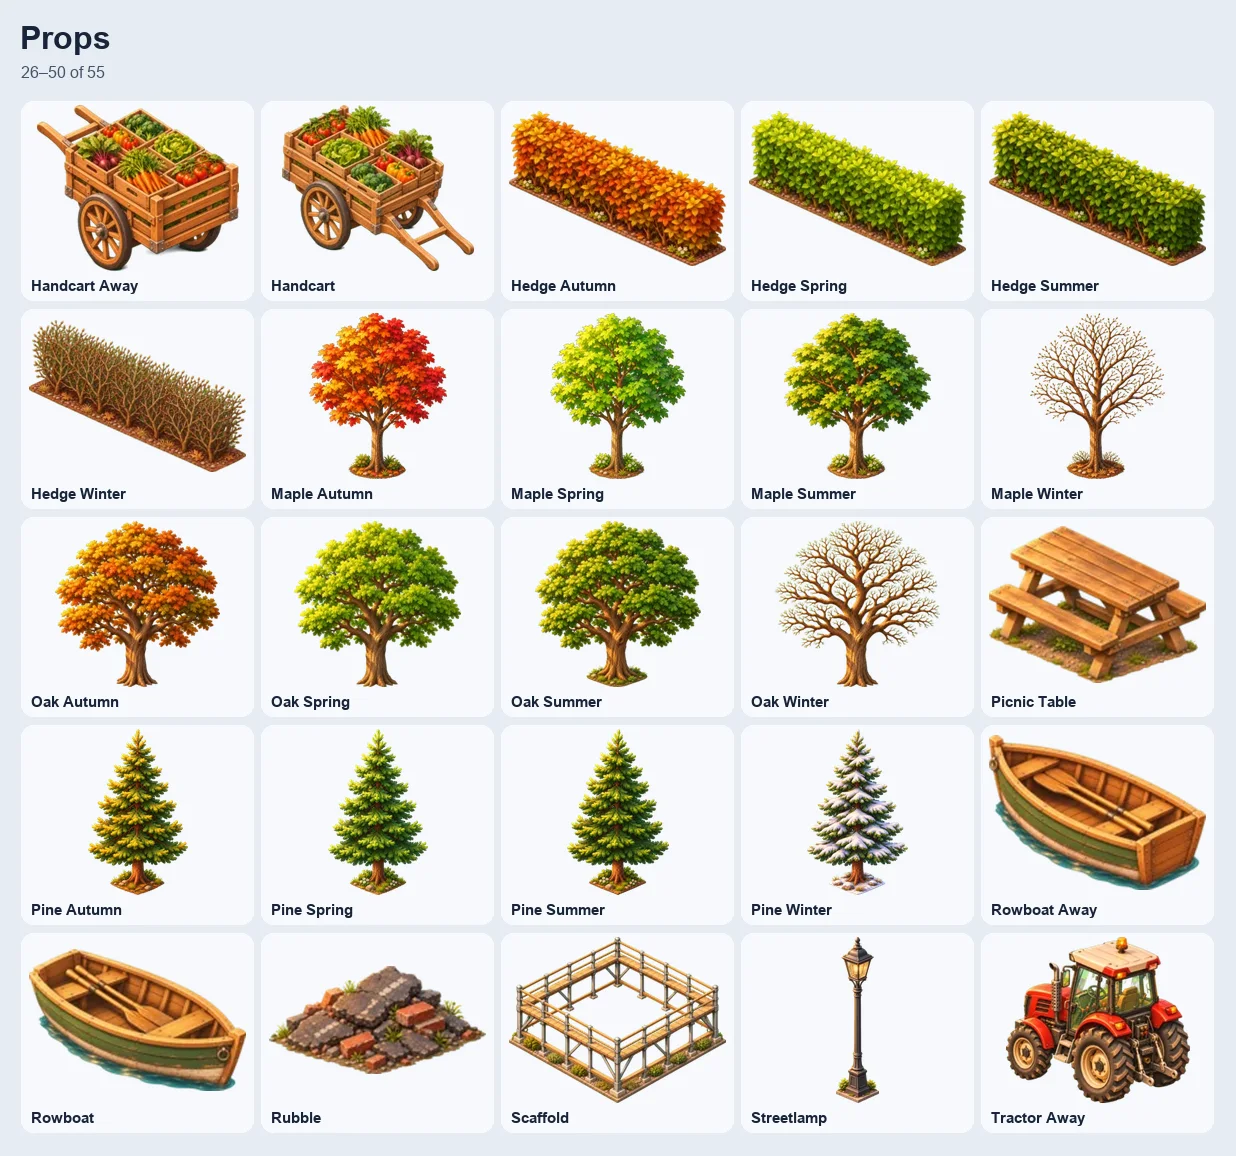 Props
26–50 of 55
Handcart Away
Handcart
Hedge Autumn
Hedge Spring
Hedge Summer
Hedge Winter
Maple Autumn
Maple Spring
Maple Summer
Maple Winter
Oak Autumn
Oak Spring
Oak Summer
Oak Winter
Picnic Table
Pine Autumn
Pine Spring
Pine Summer
Pine Winter
Rowboat Away
Rowboat
Rubble
Scaffold
Streetlamp
Tractor Away